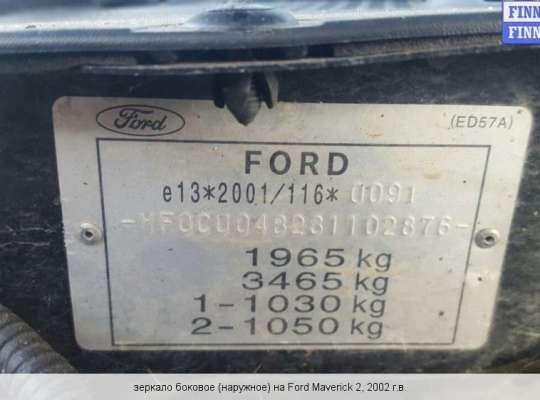 FINN
FINN
Ford
(ED57A)
FORD
e13*2001/116* 0091
1965 kg
3465 kg
1-1030 kg
2-1050 kg
зеркало боковое (наружное) на Ford Maverick 2, 2002 г.в.